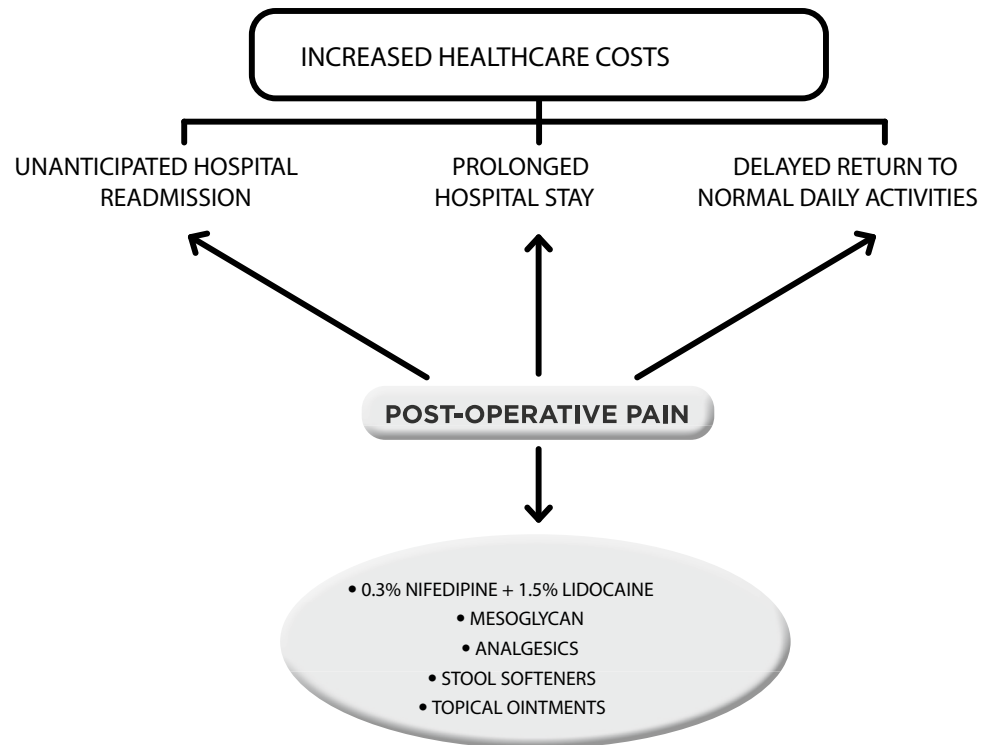 INCREASED HEALTHCARE COSTS
UNANTICIPATED HOSPITAL
READMISSION
PROLONGED
HOSPITAL STAY
DELAYED RETURN TO
NORMAL DAILY ACTIVITIES
POST-OPERATIVE PAIN
• 0.3% NIFEDIPINE + 1.5% LIDOCAINE
• MESOGLYCAN
• ANALGESICS
• STOOL SOFTENERS
• TOPICAL OINTMENTS